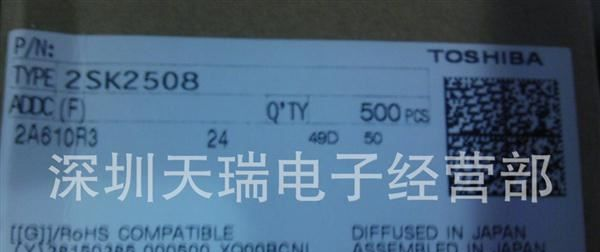 P/N:
TOSHIBA
TYPE 2SK2508
ADDC (F) Q'TY 500 PCS
2A610R3 24 49D 50
深圳天瑞电子经营部
[[G]]/RoHS COMPATIBLE DIFFUSED IN JAPAN
ASSEMBLED IN JAPAN